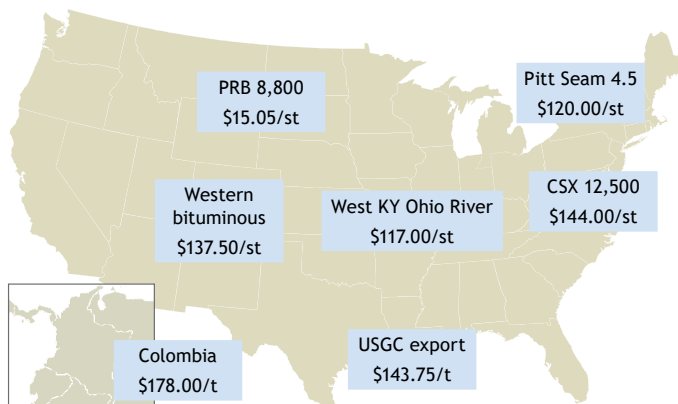 PRB 8,800
$15.05/st
Pitt Seam 4.5
$120.00/st
Western
bituminous
$137.50/st
West KY Ohio River
$117.00/st
CSX 12,500
$144.00/st
Colombia
$178.00/t
USGC export
$143.75/t